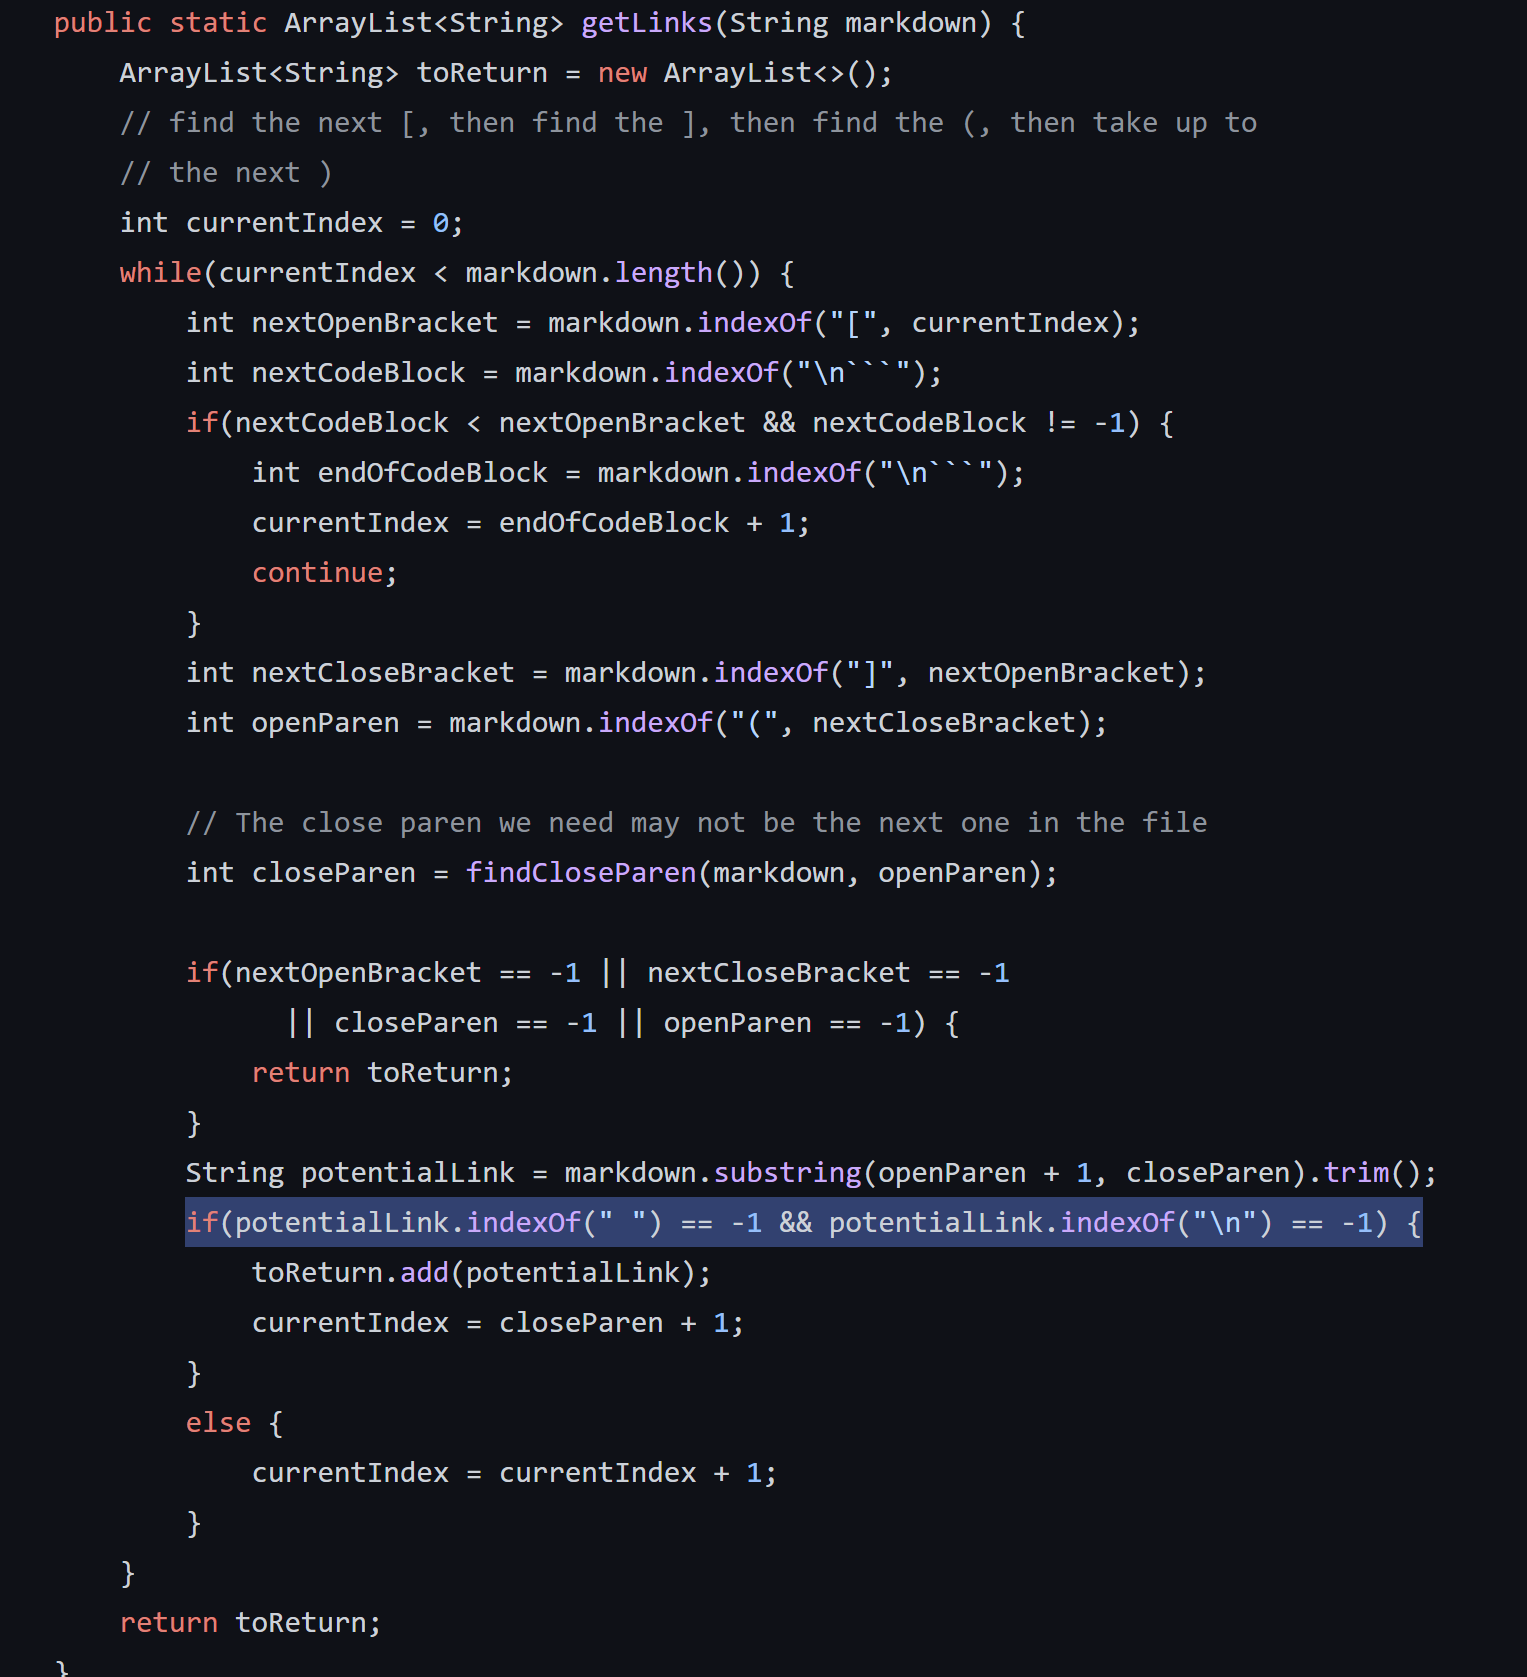 public static ArrayList<String> getLinks(String markdown) {
    ArrayList<String> toReturn = new ArrayList<>();
    // find the next [, then find the ], then find the (, then take up to
    // the next )
    int currentIndex = 0;
    while(currentIndex < markdown.length()) {
        int nextOpenBracket = markdown.indexOf("[", currentIndex);
        int nextCodeBlock = markdown.indexOf("\n```");
        if(nextCodeBlock < nextOpenBracket && nextCodeBlock != -1) {
            int endOfCodeBlock = markdown.indexOf("\n```");
            currentIndex = endOfCodeBlock + 1;
            continue;
        }
        int nextCloseBracket = markdown.indexOf("]", nextOpenBracket);
        int openParen = markdown.indexOf("(", nextCloseBracket);

        // The close paren we need may not be the next one in the file
        int closeParen = findCloseParen(markdown, openParen);

        if(nextOpenBracket == -1 || nextCloseBracket == -1
              || closeParen == -1 || openParen == -1) {
            return toReturn;
        }
        String potentialLink = markdown.substring(openParen + 1, closeParen).trim();
        if(potentialLink.indexOf(" ") == -1 && potentialLink.indexOf("\n") == -1) {
            toReturn.add(potentialLink);
            currentIndex = closeParen + 1;
        }
        else {
            currentIndex = currentIndex + 1;
        }
    }
    return toReturn;
}